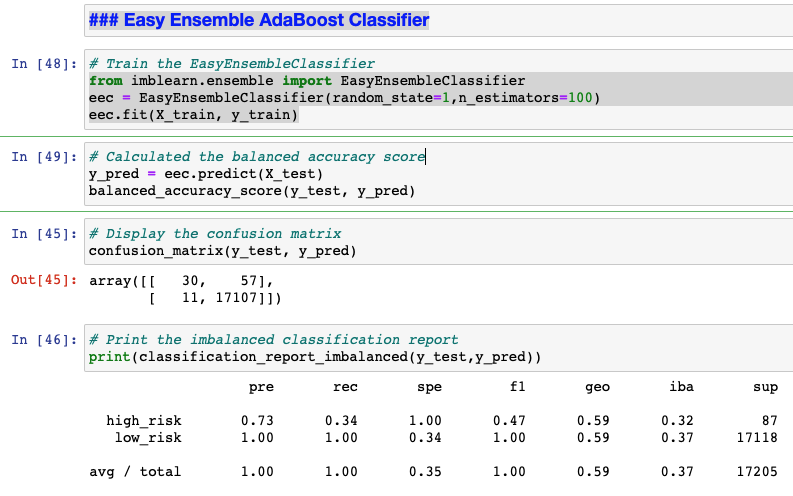 ### Easy Ensemble AdaBoost Classifier
In [48]: # Train the EasyEnsembleClassifier
from imblearn.ensemble import EasyEnsembleClassifier
eec = EasyEnsembleClassifier(random_state=1,n_estimators=100)
eec.fit(X_train, y_train)
In [49]: # Calculated the balanced accuracy score
y_pred = eec.predict(X_test)
balanced_accuracy_score(y_test, y_pred)
In [45]: # Display the confusion matrix
confusion_matrix(y_test, y_pred)
Out[45]: array([[   30,    57],
       [   11, 17107]])
In [46]: # Print the imbalanced classification report
print(classification_report_imbalanced(y_test,y_pred))
pre rec spe f1 geo iba sup
high_risk 0.73 0.34 1.00 0.47 0.59 0.32 87
low_risk 1.00 1.00 0.34 1.00 0.59 0.37 17118
avg / total 1.00 1.00 0.35 1.00 0.59 0.37 17205